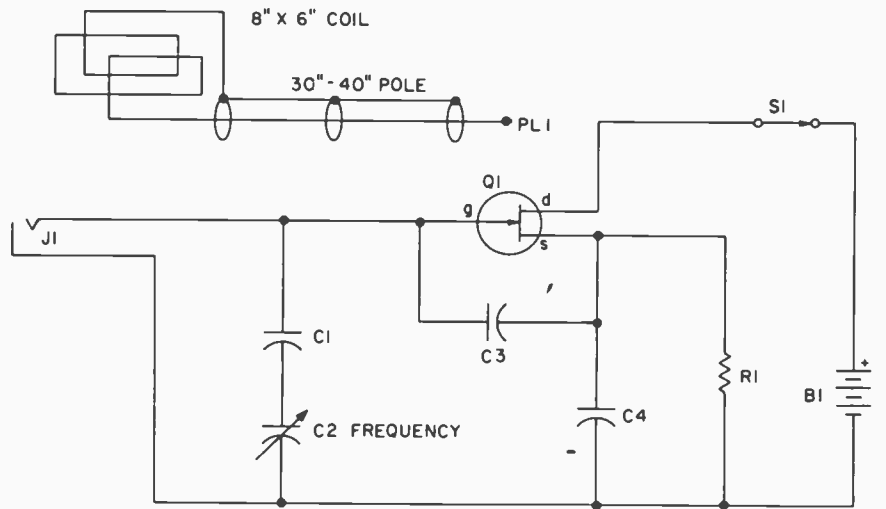 8" X 6" COIL
30"-40" POLE
PL1
S1
Q1
g
d
s
J1
C1
C3
C2 FREQUENCY
C4
R1
B1
+
-